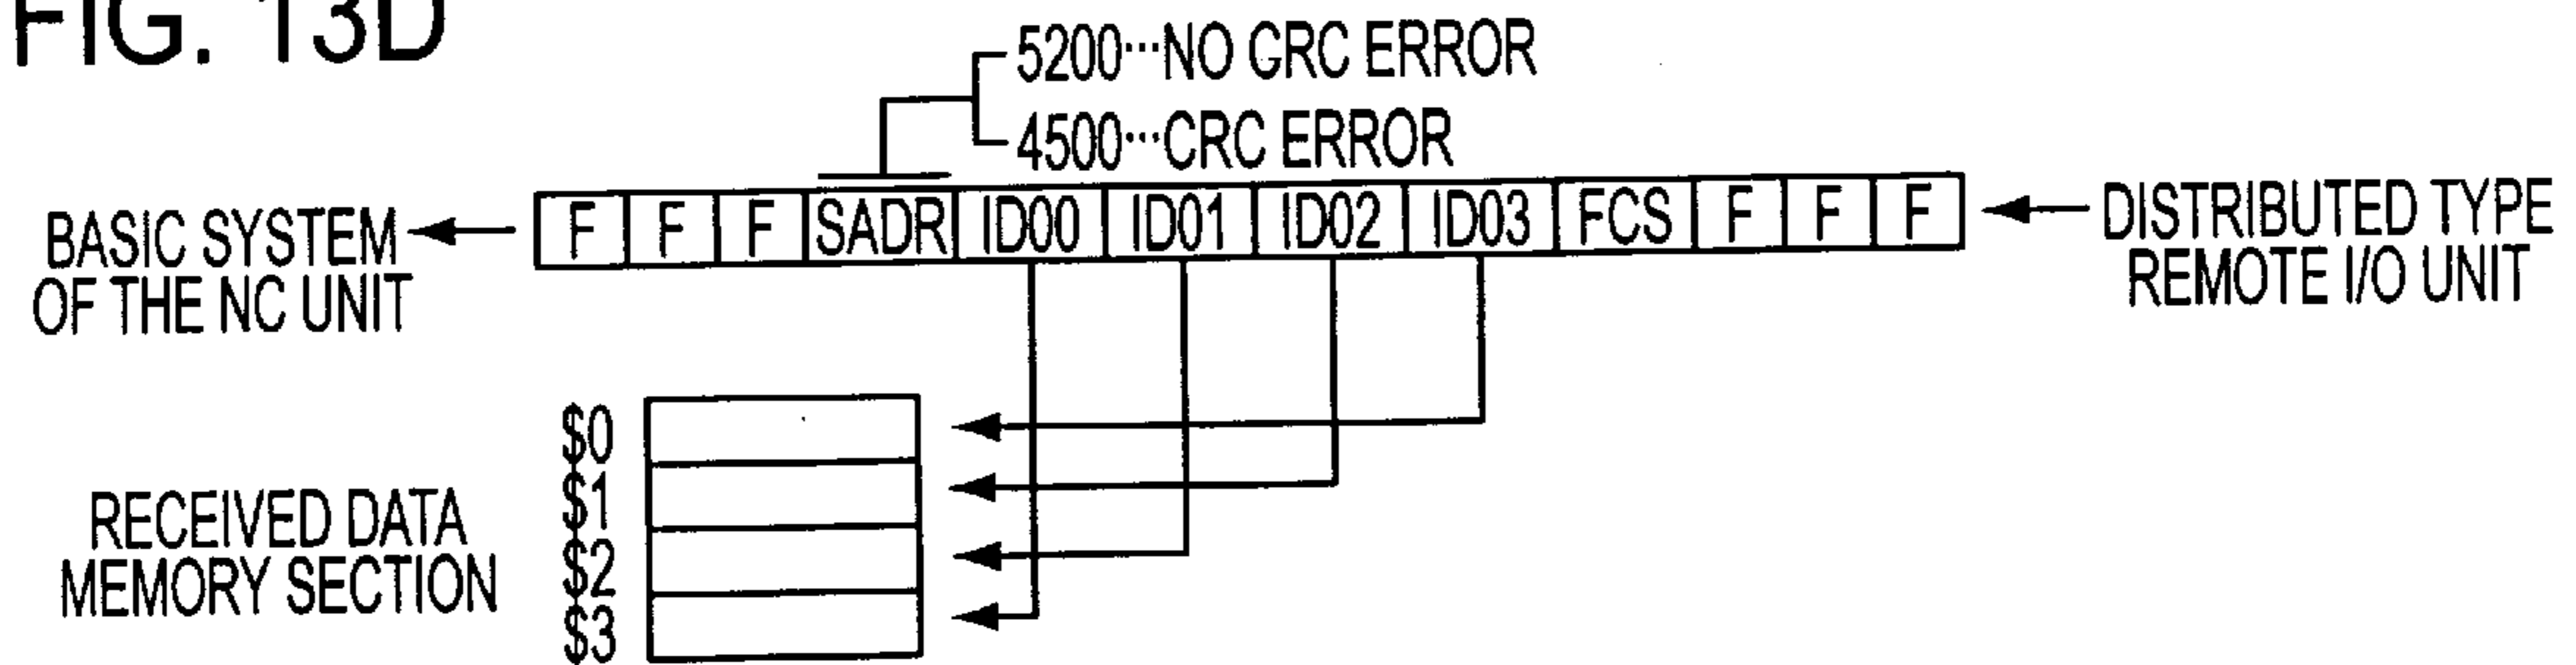 FIG. 13D
5200···NO GRC ERROR
4500···CRC ERROR
BASIC SYSTEM
OF THE NC UNIT
F F F SADR ID00 ID01 ID02 ID03 FCS F F F
DISTRIBUTED TYPE
REMOTE I/O UNIT
RECEIVED DATA
MEMORY SECTION
$0
$1
$2
$3